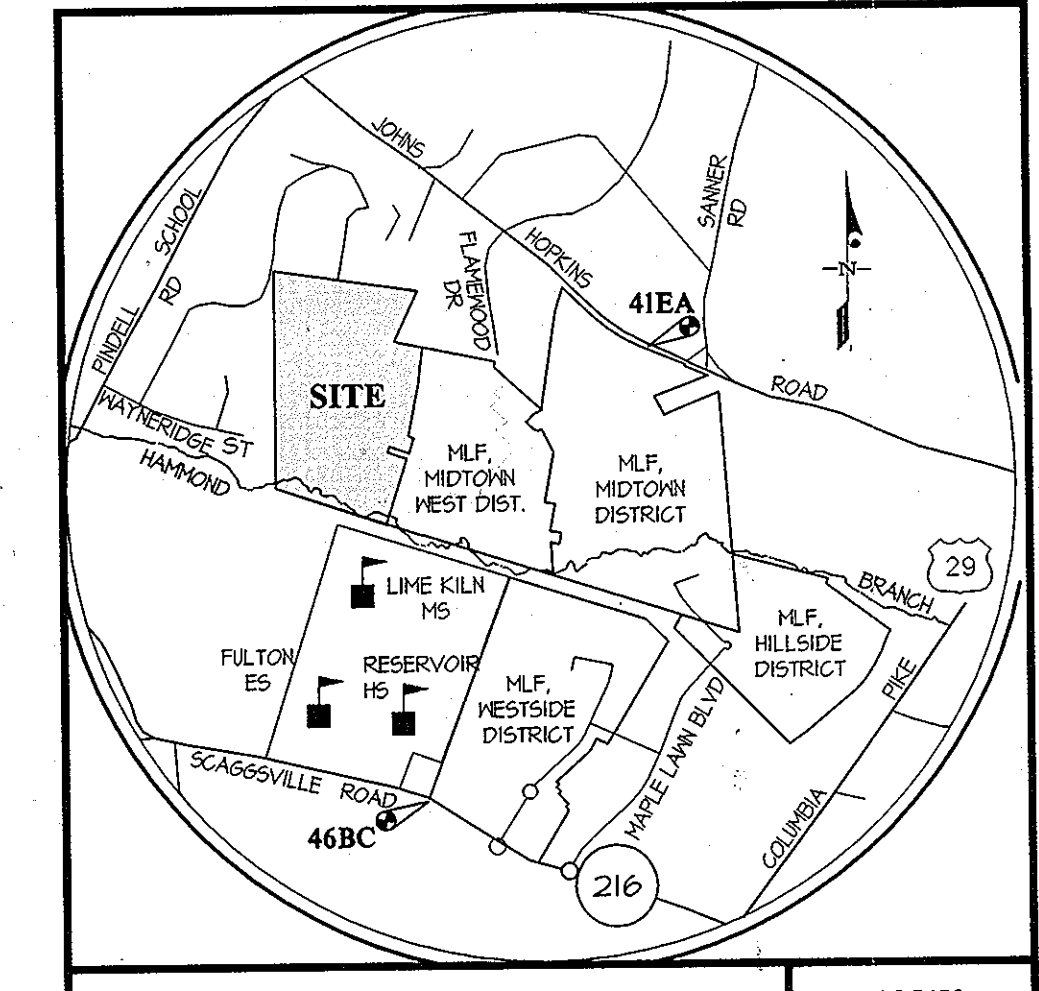 JOHNS
HOPKINS
ROAD
SANNER
RD
PINDELL SCHOOL
RD
FLAMEWOOD
DR
41EA
N
SITE
WAYNERIDGE ST
HAMMOND
MLF,
MIDTOWN
WEST DIST.
MLF,
MIDTOWN
DISTRICT
29
BRANCH
LIME KILN
MS
FULTON
ES
RESERVOIR
HS
MLF,
WESTSIDE
DISTRICT
MLF,
HILLSIDE
DISTRICT
MAPLE LAWN BLVD
COLUMBIA PIKE
SCAGGSVILLE ROAD
46BC
216